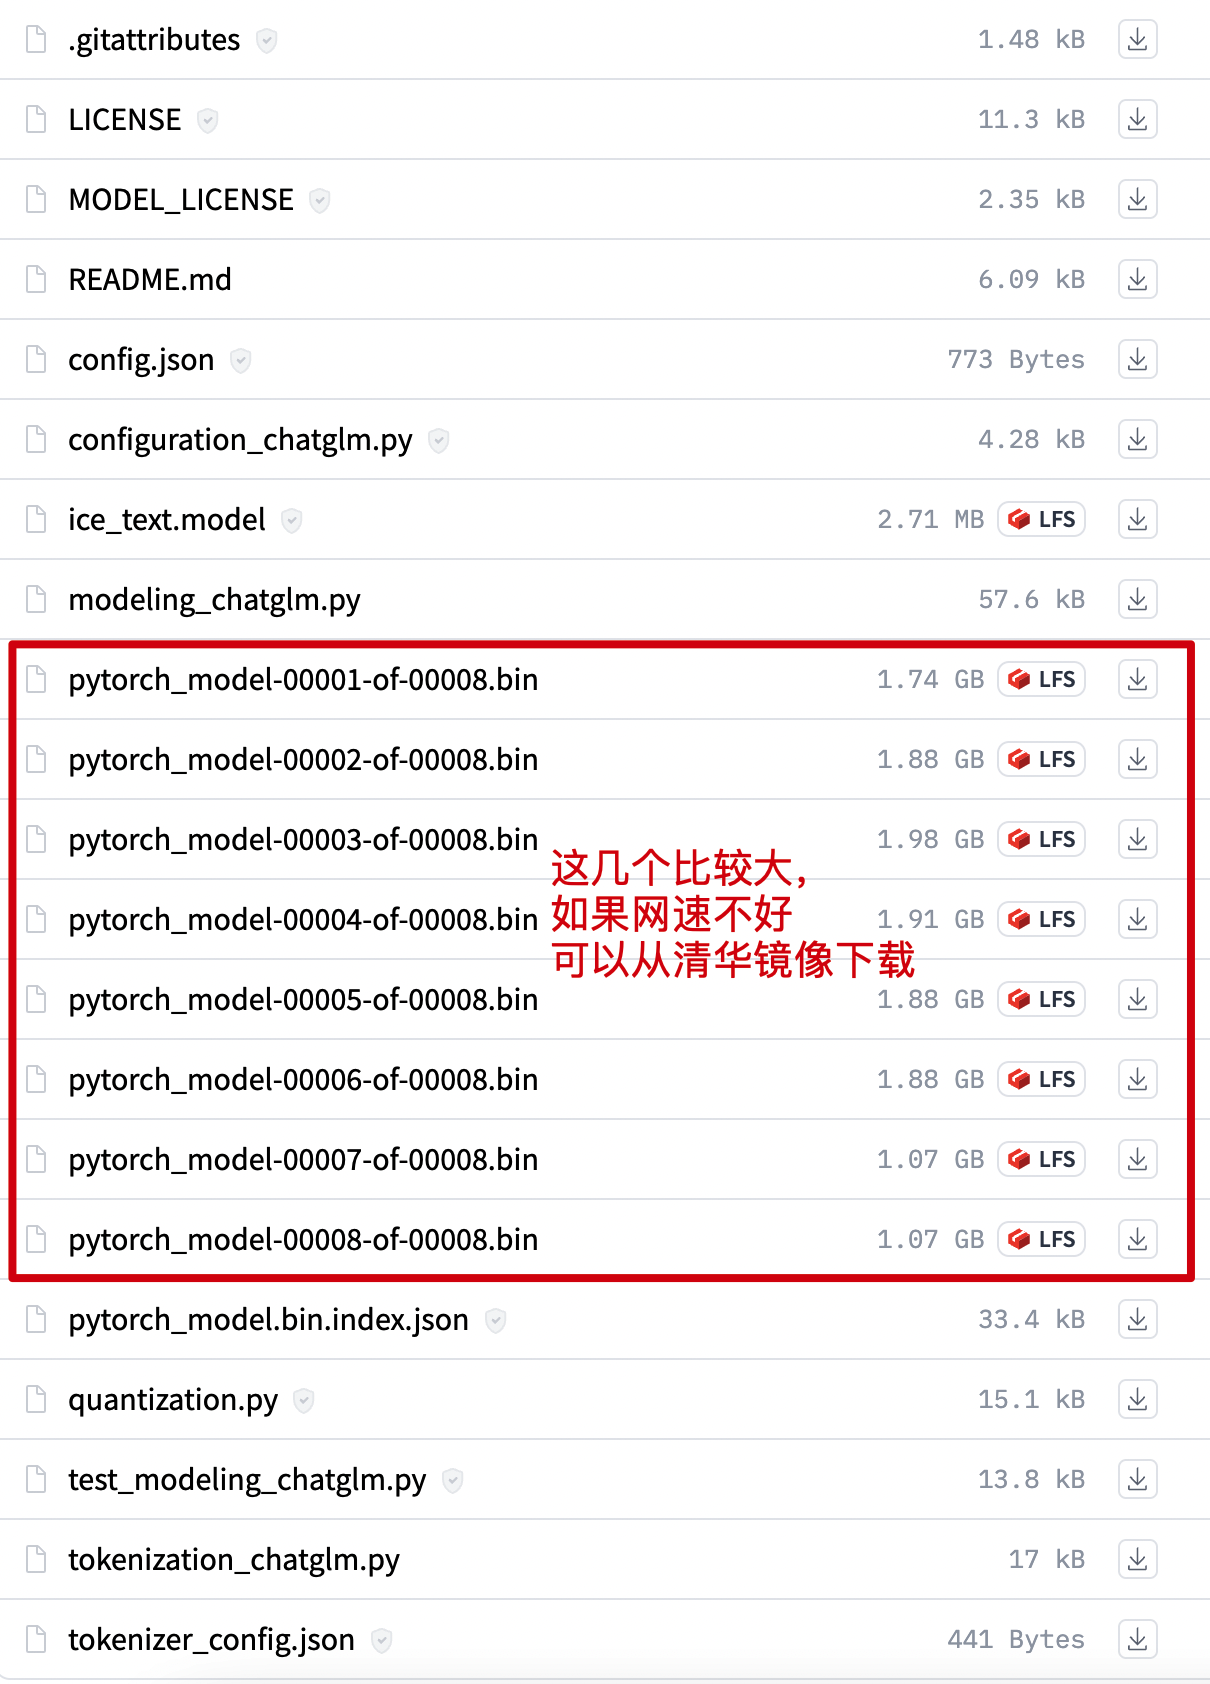 .gitattributes 1.48 kB
LICENSE 11.3 kB
MODEL_LICENSE 2.35 kB
README.md 6.09 kB
config.json 773 Bytes
configuration_chatglm.py 4.28 kB
ice_text.model 2.71 MB LFS
modeling_chatglm.py 57.6 kB
pytorch_model-00001-of-00008.bin 1.74 GB LFS
pytorch_model-00002-of-00008.bin 1.88 GB LFS
pytorch_model-00003-of-00008.bin 1.98 GB LFS
这几个比较大，
pytorch_model-00004-of-00008.bin 如果网速不好 1.91 GB LFS
可以从清华镜像下载
pytorch_model-00005-of-00008.bin 1.88 GB LFS
pytorch_model-00006-of-00008.bin 1.88 GB LFS
pytorch_model-00007-of-00008.bin 1.07 GB LFS
pytorch_model-00008-of-00008.bin 1.07 GB LFS
pytorch_model.bin.index.json 33.4 kB
quantization.py 15.1 kB
test_modeling_chatglm.py 13.8 kB
tokenization_chatglm.py 17 kB
tokenizer_config.json 441 Bytes